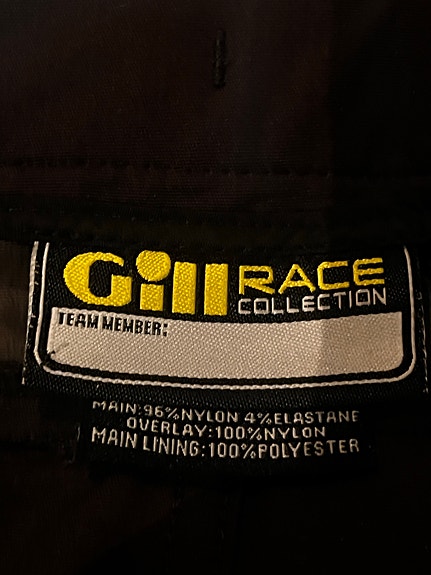 Gill RACE
COLLECTION
TEAM MEMBER:
MAIN:96%NYLON 4%ELASTANE
OVERLAY:100%NYLON
MAIN LINING:100%POLYESTER